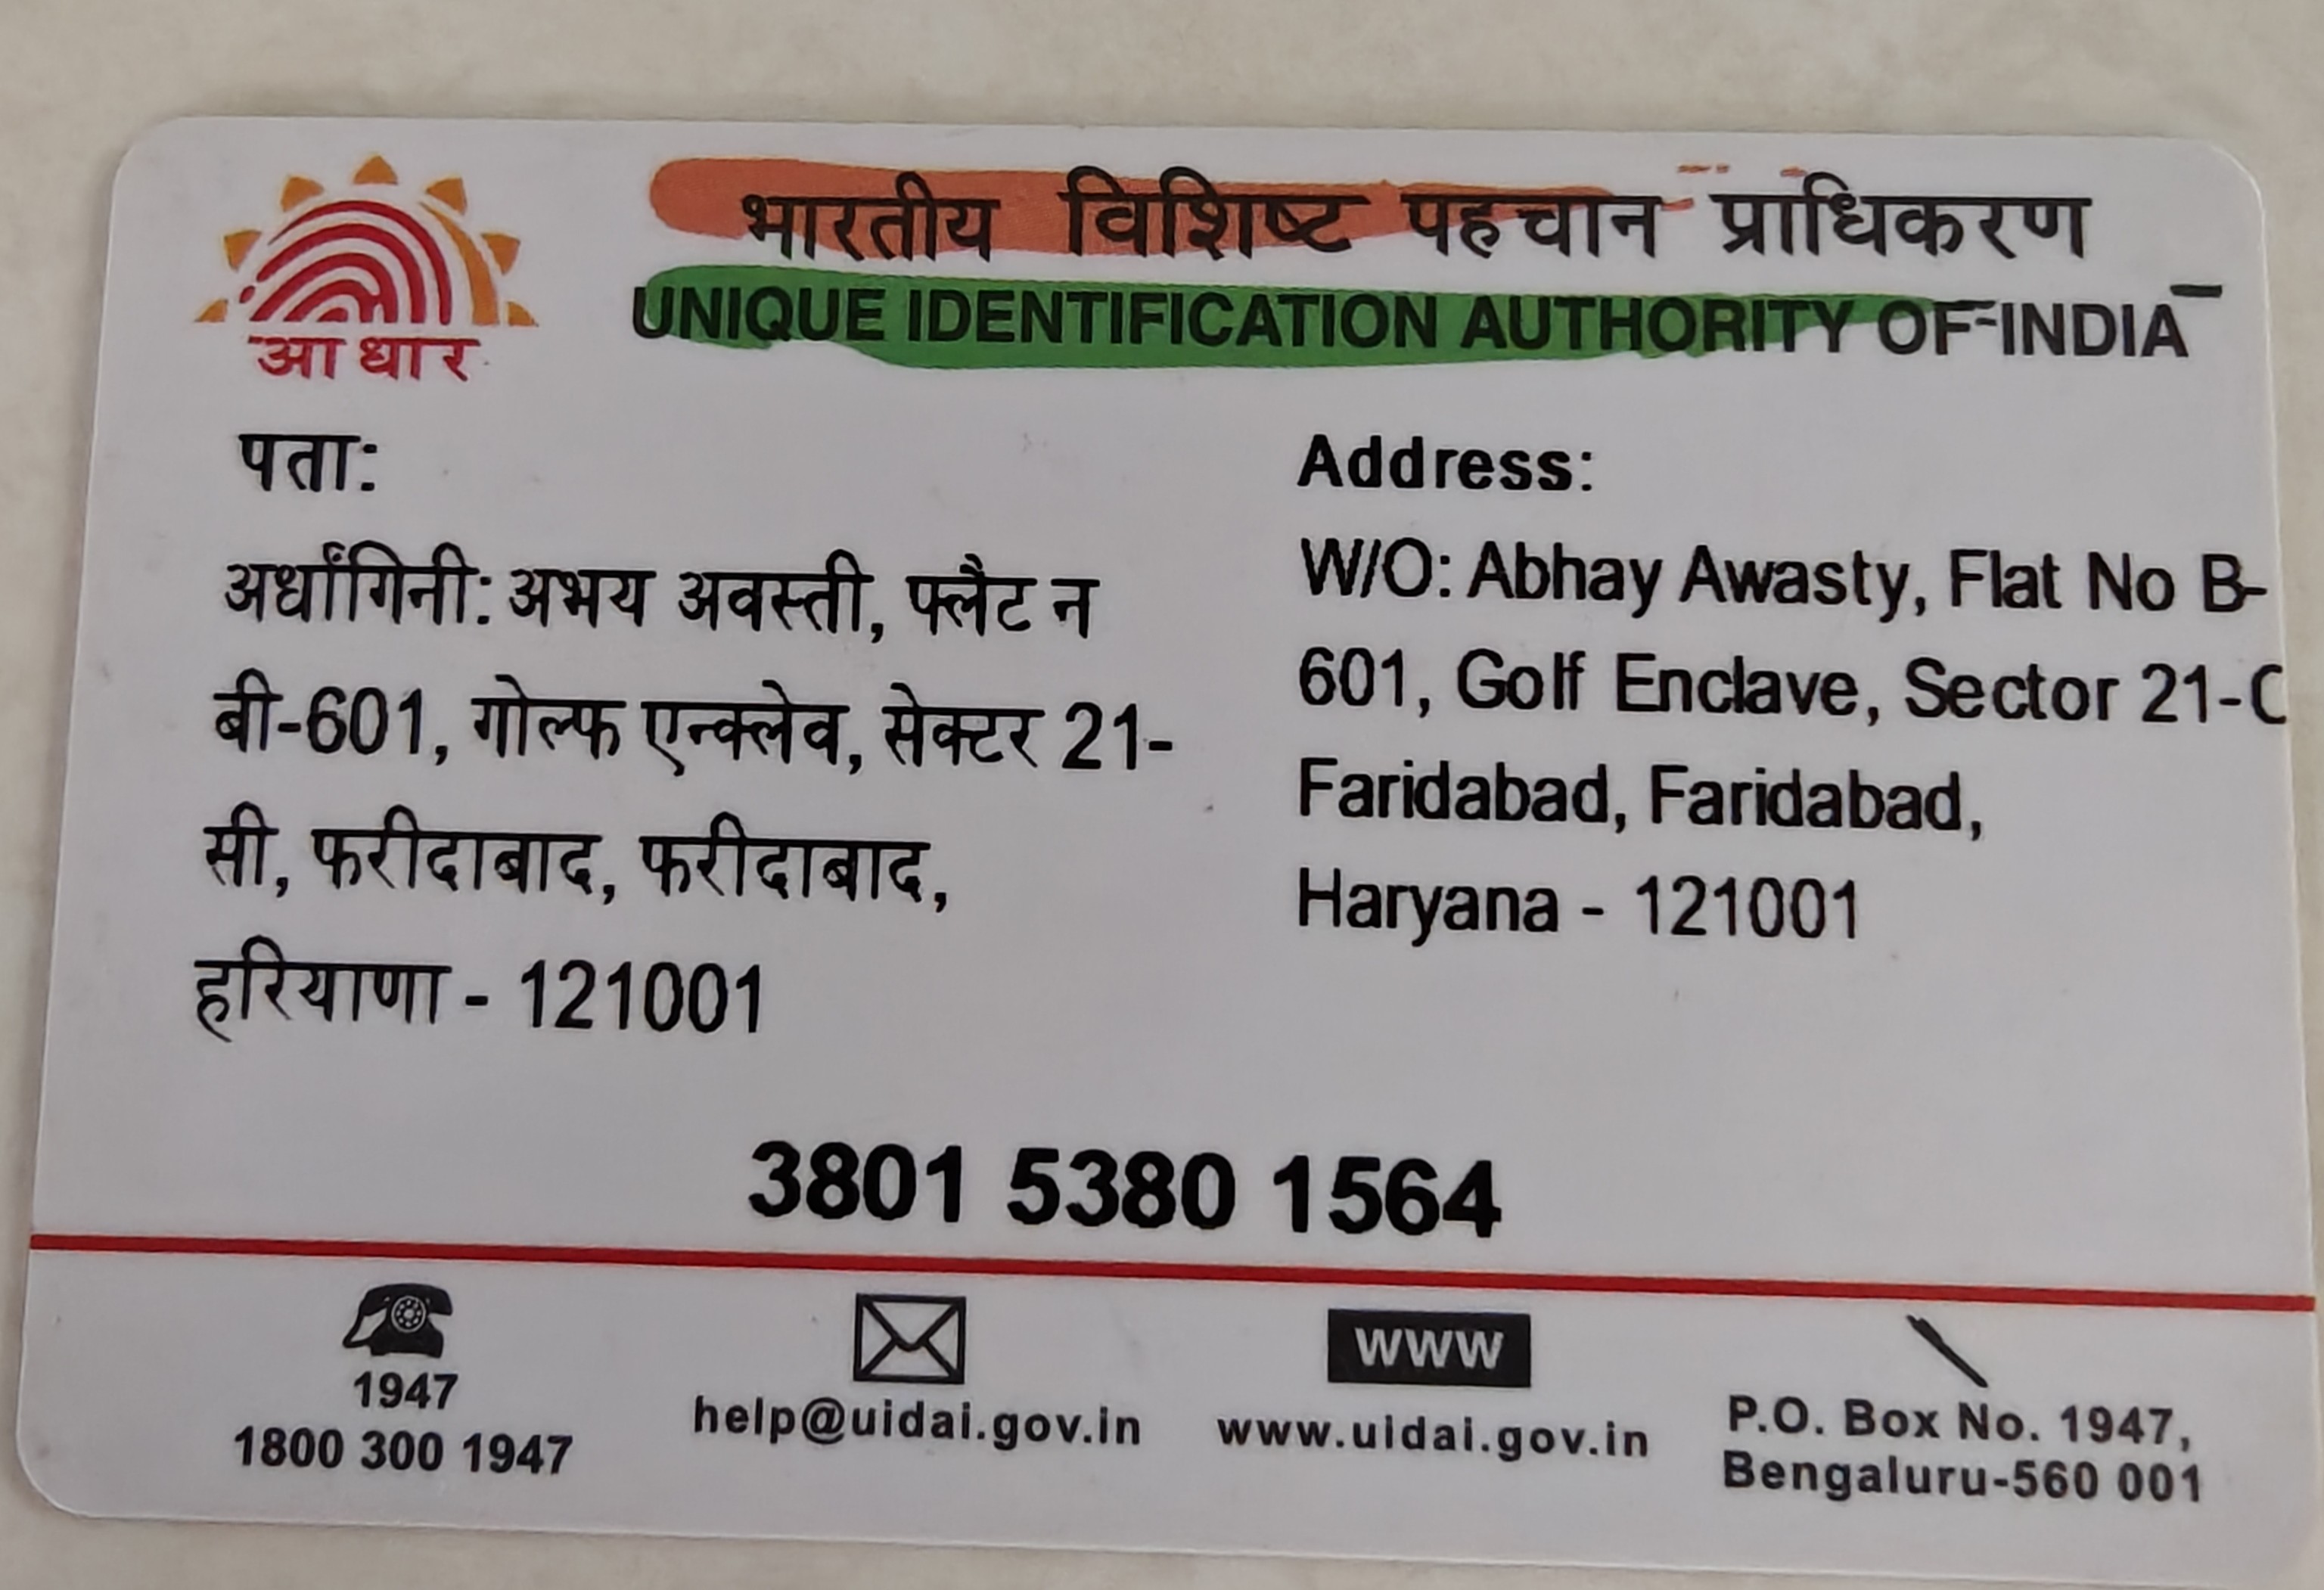 भारतीय विशिष्ट पहचान प्राधिकरण
UNIQUE IDENTIFICATION AUTHORITY OF INDIA
आधार
पता:
अर्धांगिनी: अभय अवस्ती, फ्लैट न
बी-601, गोल्फ एन्क्लेव, सेक्टर 21-
सी, फरीदाबाद, फरीदाबाद,
हरियाणा - 121001
Address:
W/O: Abhay Awasty, Flat No B-
601, Golf Enclave, Sector 21-C
Faridabad, Faridabad,
Haryana - 121001
3801 5380 1564
1947
1800 300 1947
help@uidai.gov.in
WWW
www.uidai.gov.in
P.O. Box No. 1947,
Bengaluru-560 001